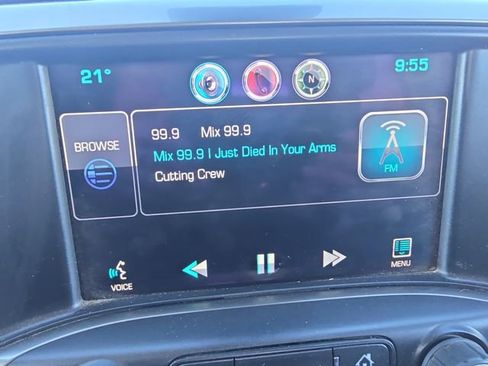 21°
N
9:55
BROWSE
99.9 Mix 99.9
Mix 99.9 I Just Died In Your Arms
Cutting Crew
FM
VOICE
MENU